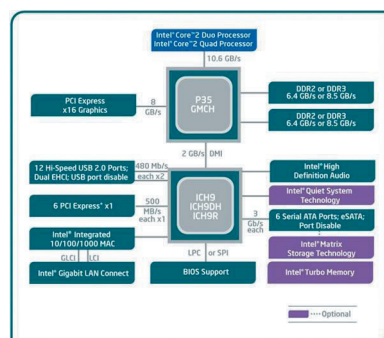 Intel® Core™2 Duo Processor
Intel® Core™2 Quad Processor
10.6 GB/s
P35
GMCH
PCI Express
x16 Graphics
8
GB/s
DDR2 or DDR3
6.4 GB/s or 8.5 GB/s
DDR2 or DDR3
6.4 GB/s or 8.5 GB/s
2 GB/s DMI
12 Hi-Speed USB 2.0 Ports;
Dual EHCI; USB port disable
480 Mb/s
each x2
Intel® High
Definition Audio
ICH9
ICH9DH
ICH9R
Intel® Quiet System
Technology
6 PCI Express® x1
500
MB/s
each x1
3
Gb/s
each
6 Serial ATA Ports; eSATA;
Port Disable
Intel® Integrated
10/100/1000 MAC
GLCI LCI
Intel® Gigabit LAN Connect
LPC or SPI
BIOS Support
Intel® Matrix
Storage Technology
Intel® Turbo Memory
Optional